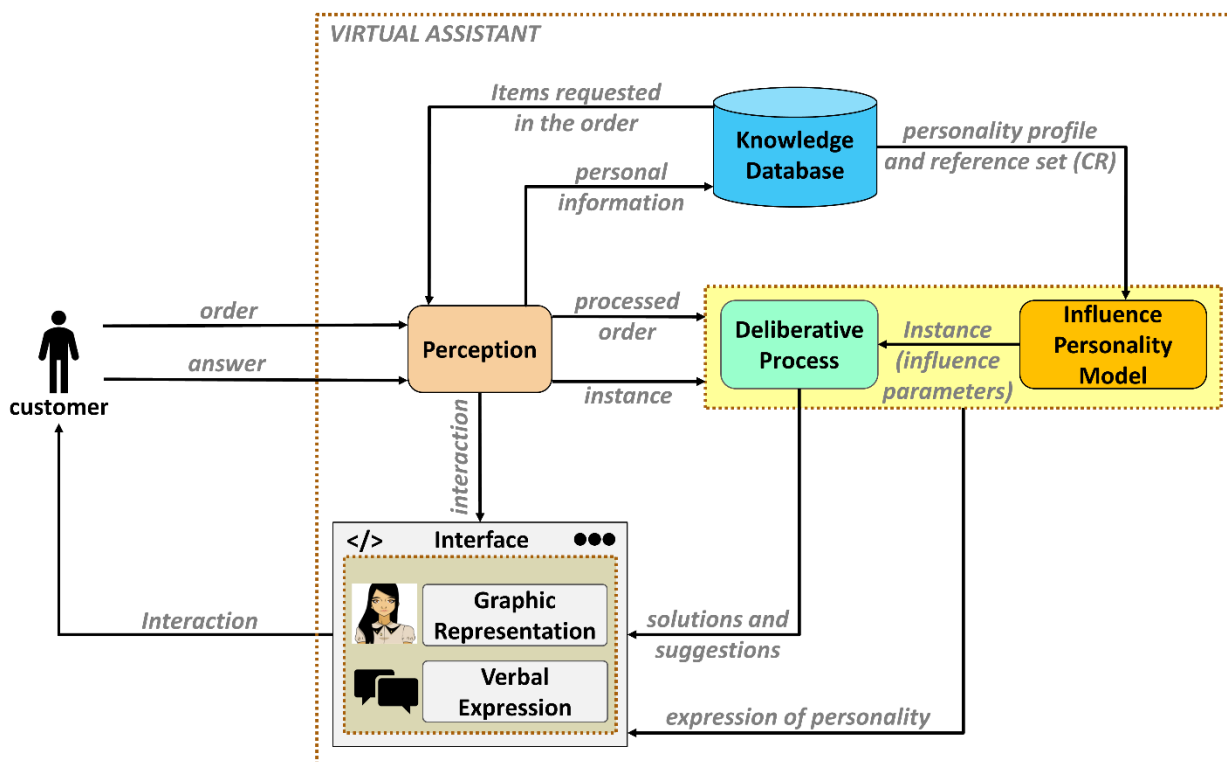 VIRTUAL ASSISTANT
Items requested
in the order
Knowledge
Database
personality profile
and reference set (CR)
personal
information
order
answer
customer
Perception
processed
order
instance
Deliberative
Process
Instance
(influence
parameters)
Influence
Personality
Model
interaction
</> Interface
Graphic
Representation
Verbal
Expression
Interaction
solutions and
suggestions
expression of personality